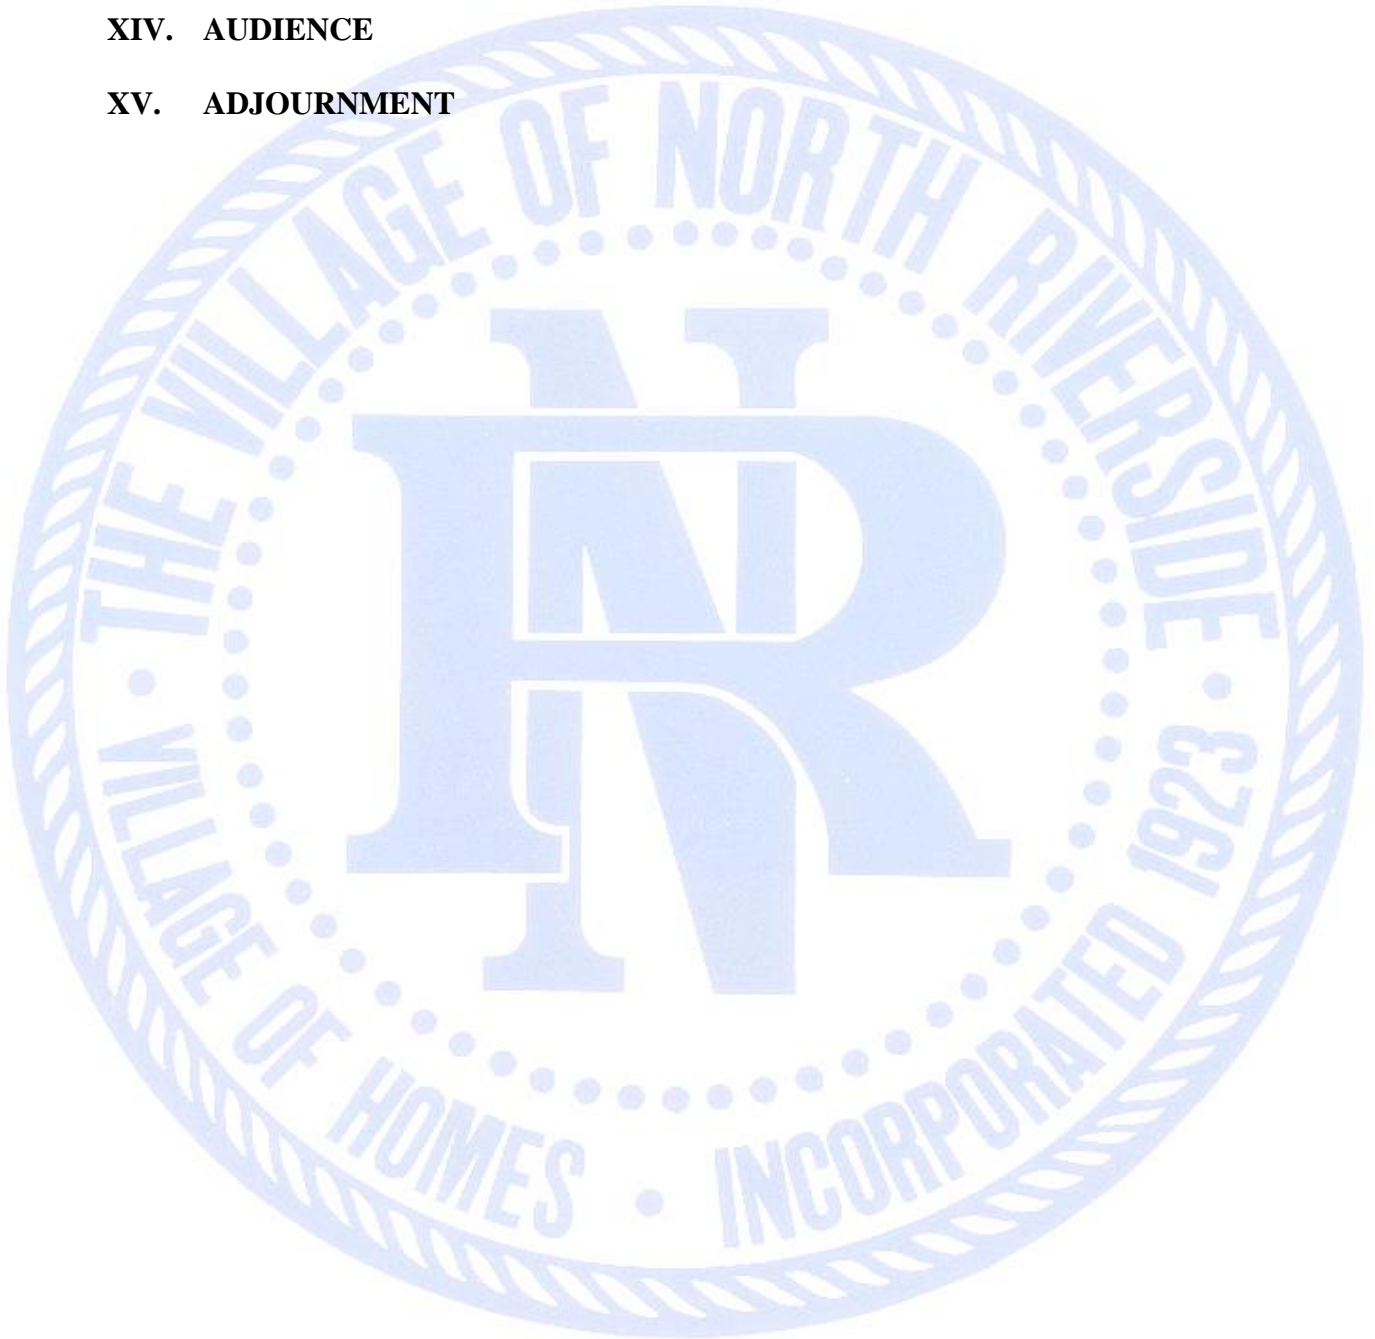 XIV. AUDIENCE
XV. ADJOURNMENT
THE VILLAGE OF NORTH RIVERSIDE
NR
VILLAGE OF HOMES • INCORPORATED 1923